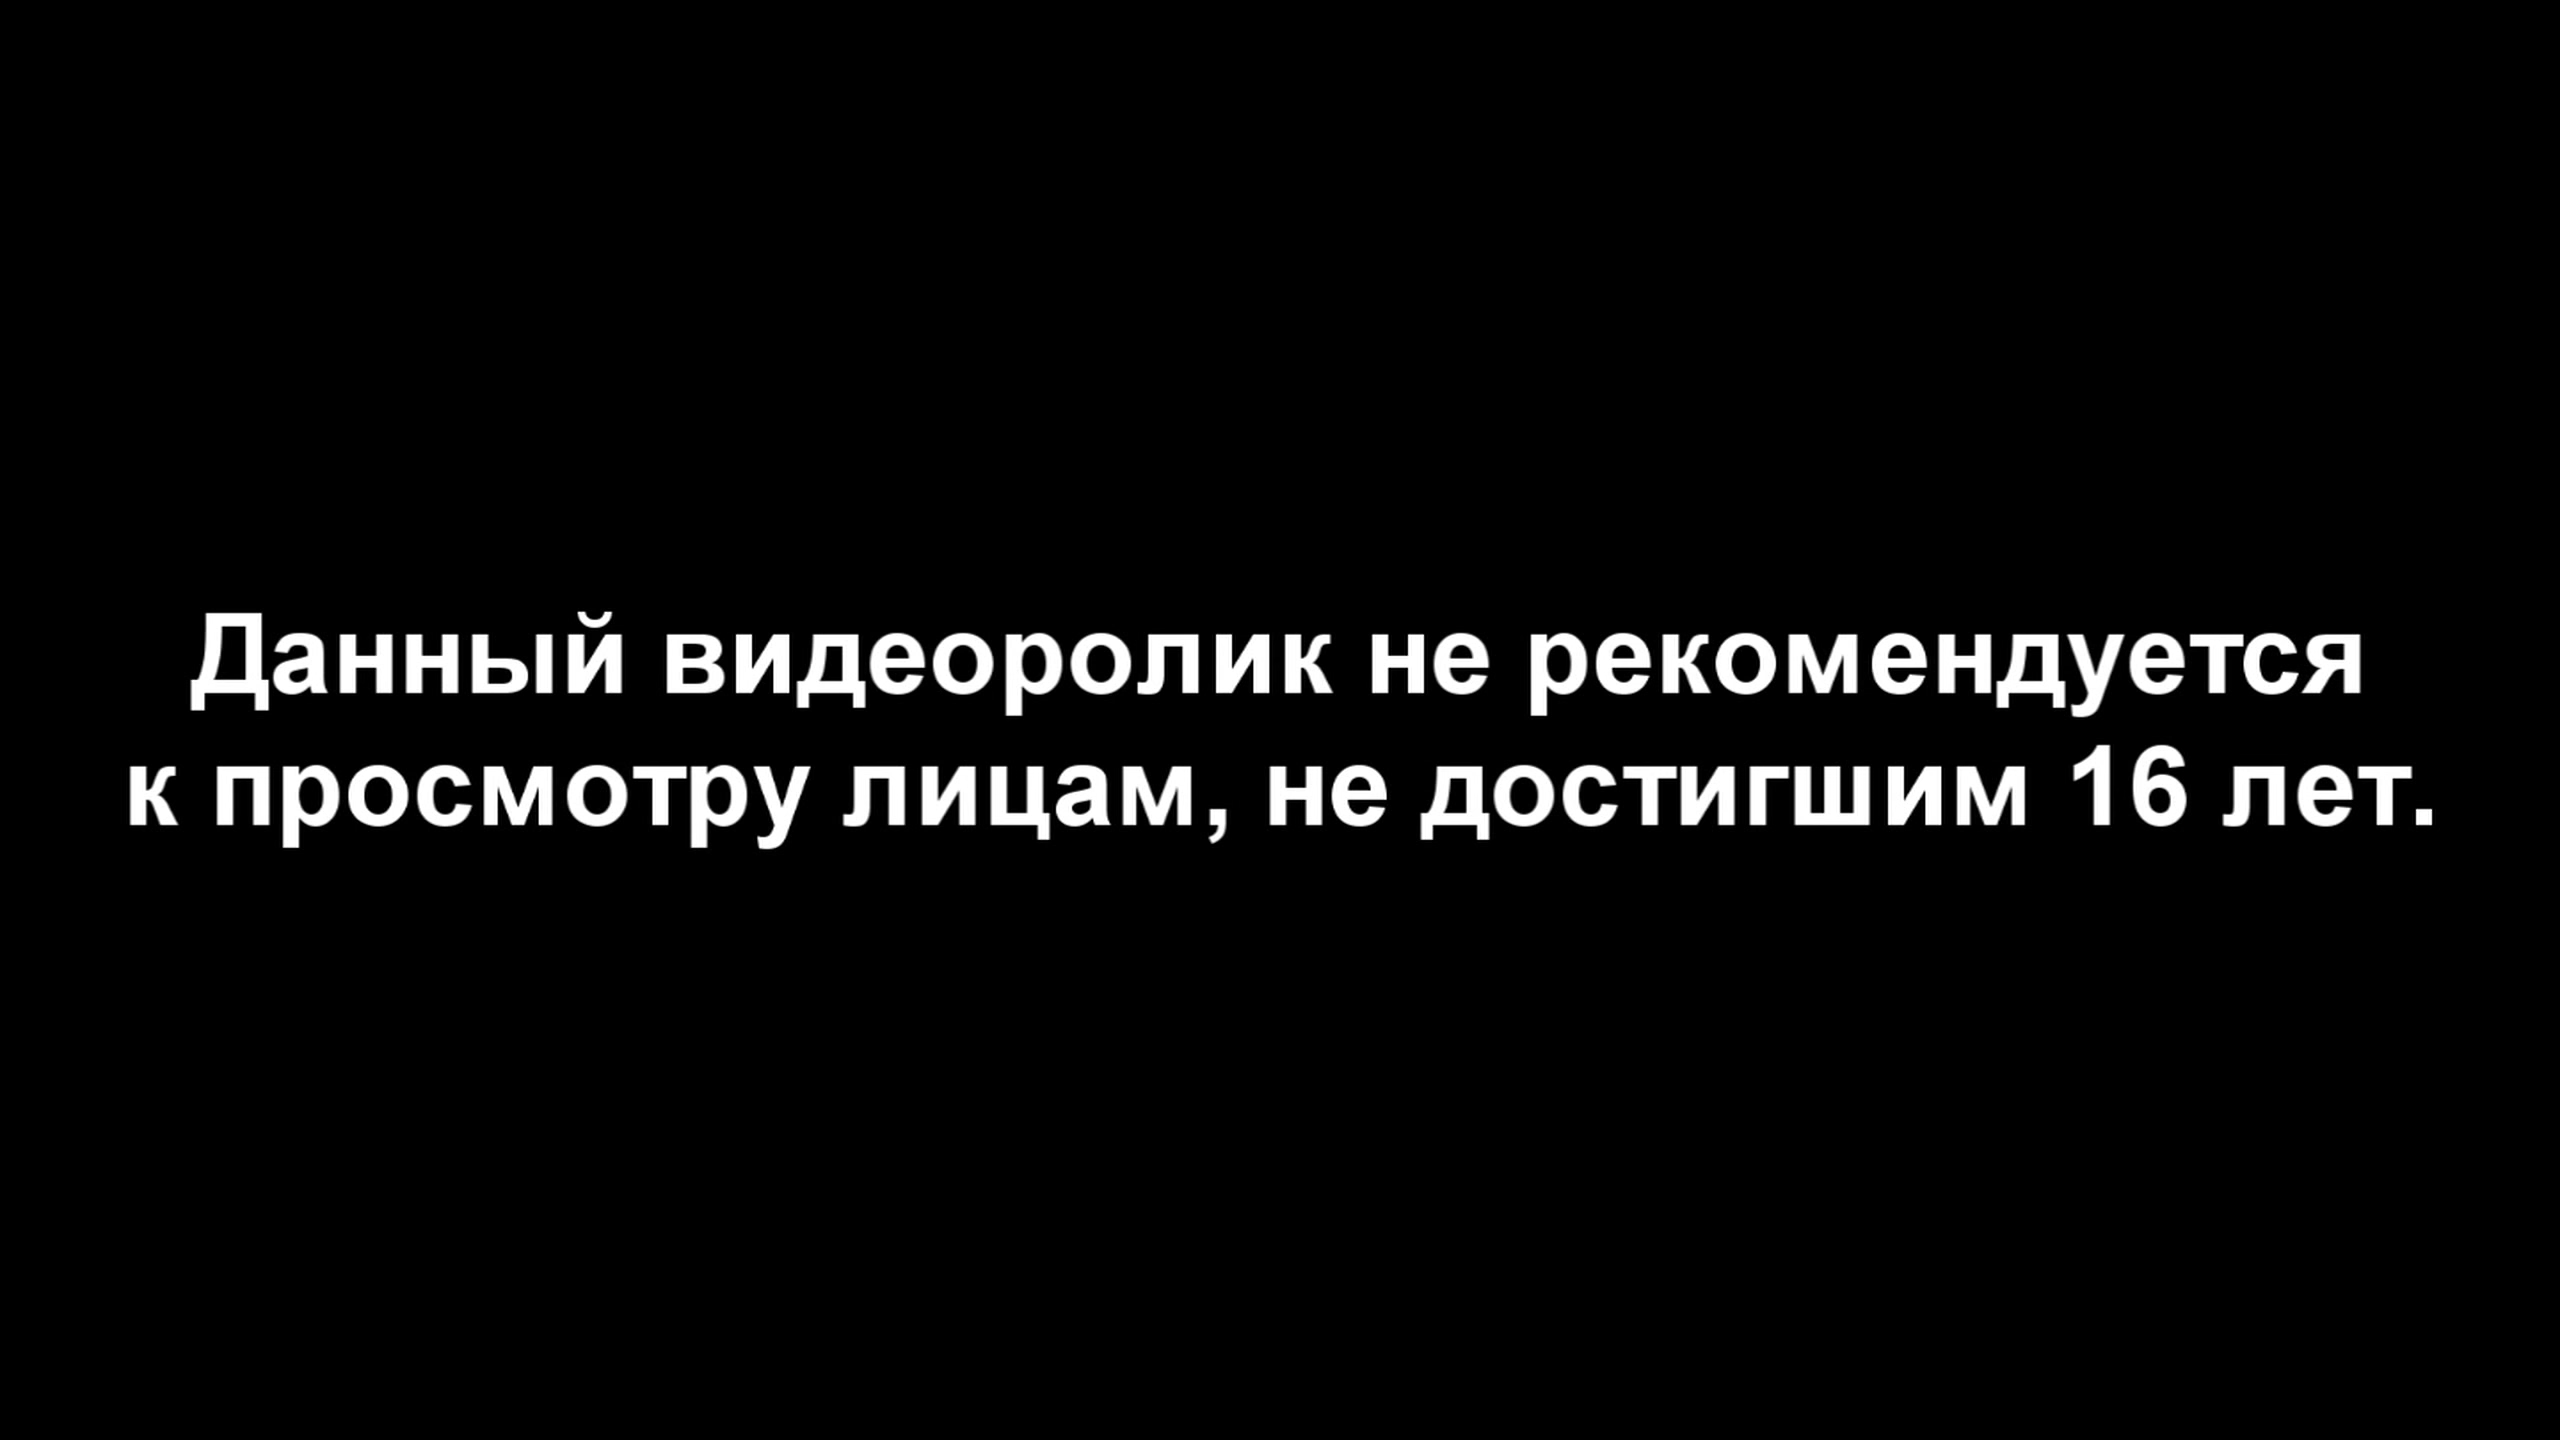 Данный видеоролик не рекомендуется
к просмотру лицам, не достигшим 16 лет.